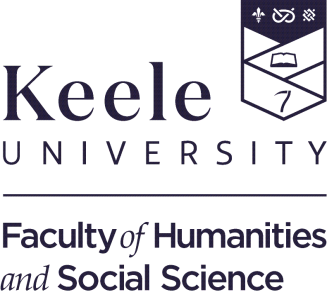 Keele
UNIVERSITY
Faculty of Humanities
and Social Science